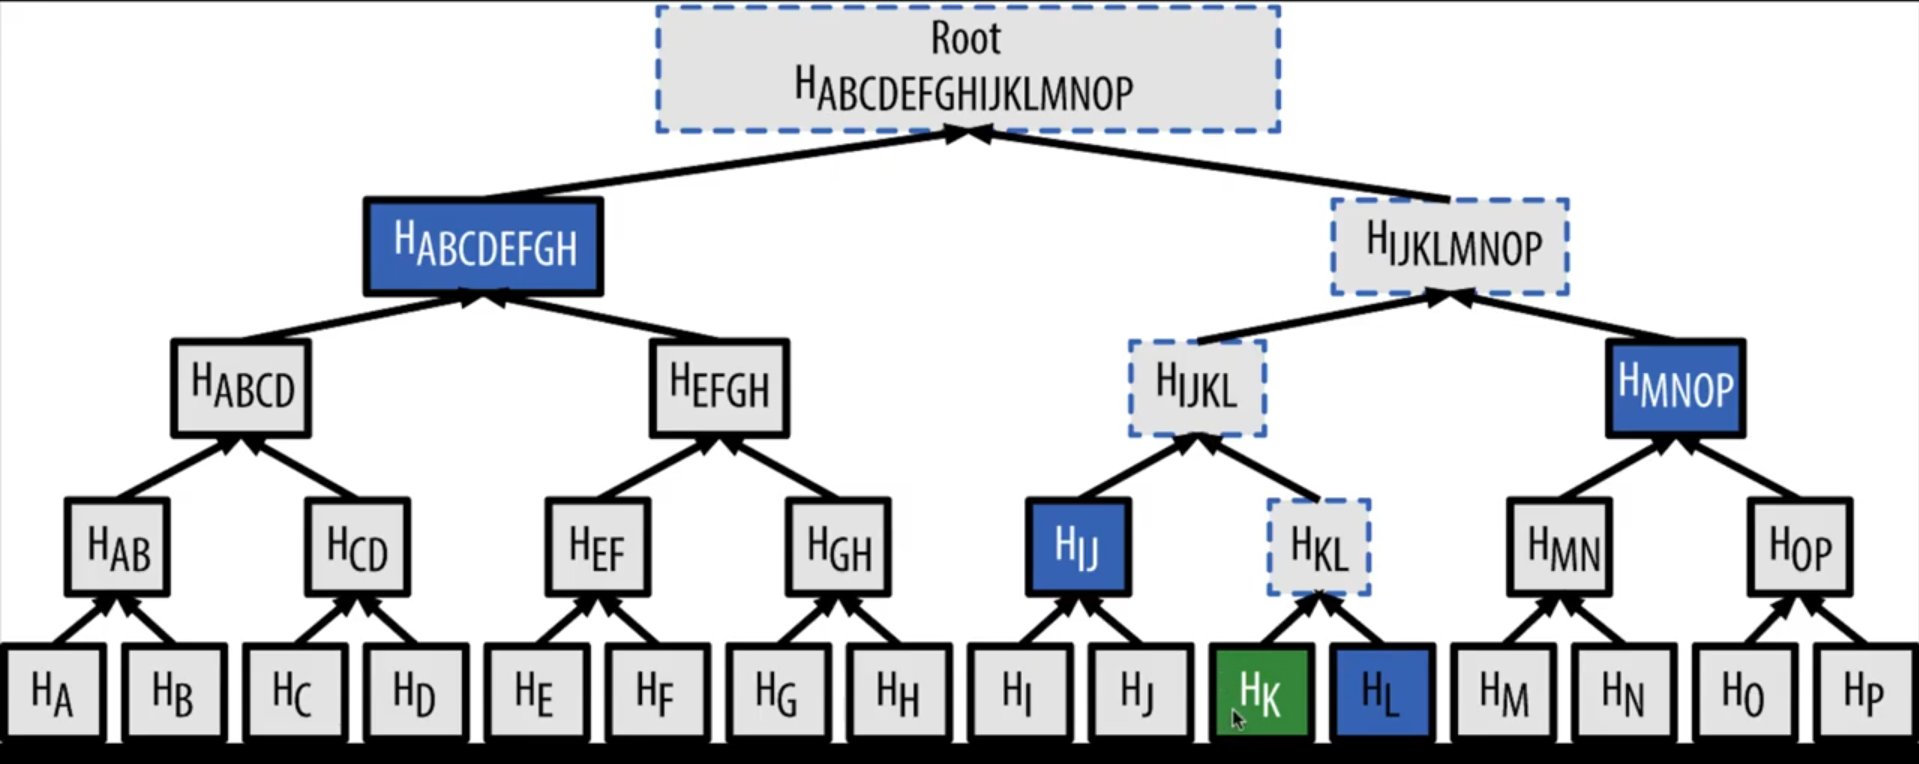 Root
HABCDEFGHIJKLMNOP
HABCDEFGH
HIJKLMNOP
HABCD
HEFGH
HIJKL
HMNOP
HAB
HCD
HEF
HGH
HIJ
HKL
HMN
HOP
HA
HB
HC
HD
HE
HF
HG
HH
HI
HJ
HK
HL
HM
HN
HO
HP